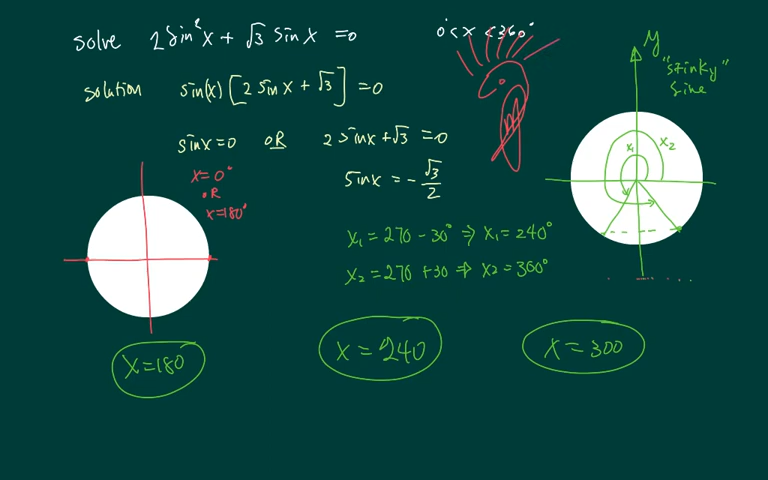 solve 2 sin²x + √3 sin x = 0 0° < x < 360°
solution sin(x) [2 sin x + √3] = 0
sin x = 0 OR 2 sin x + √3 = 0
x = 0°
OR
x = 180°
sin x = - √3/2
x₁ = 270 - 30° ⇒ x₁ = 240°
x₂ = 270 + 30 ⇒ x₂ = 300°
x = 180
x = 240
x = 300
y
"stinky"
sine
x₁
x₂